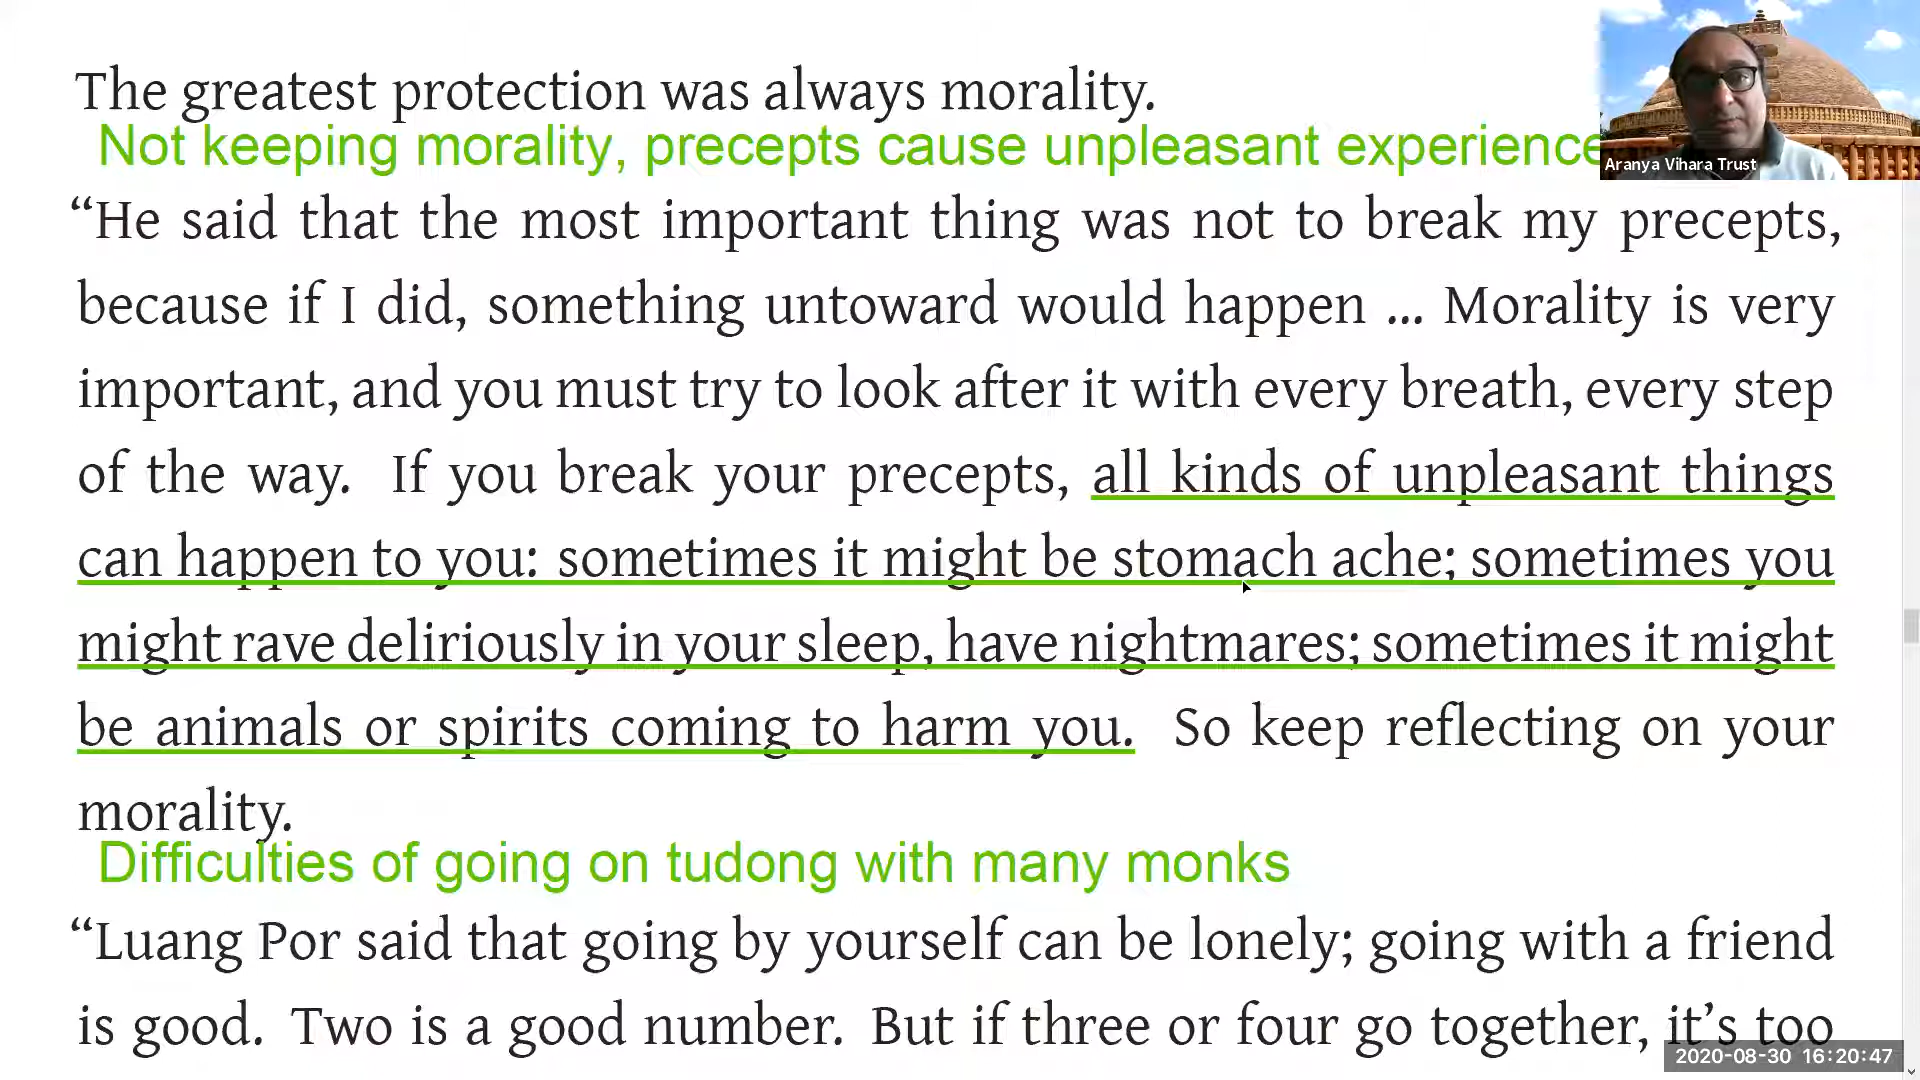 The greatest protection was always morality.
Not keeping morality, precepts cause unpleasant experience
Aranya Vihara Trust
“He said that the most important thing was not to break my precepts,
because if I did, something untoward would happen ... Morality is very
important, and you must try to look after it with every breath, every step
of the way. If you break your precepts, all kinds of unpleasant things
can happen to you: sometimes it might be stomach ache; sometimes you
might rave deliriously in your sleep, have nightmares; sometimes it might
be animals or spirits coming to harm you. So keep reflecting on your
morality.
Difficulties of going on tudong with many monks
“Luang Por said that going by yourself can be lonely; going with a friend
is good. Two is a good number. But if three or four go together, it’s too
2020-08-30 16:20:47